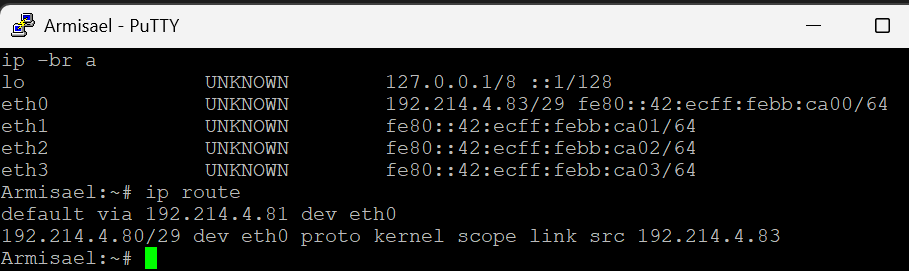 Armisael - PuTTY
ip -br a
lo UNKNOWN 127.0.0.1/8 ::1/128
eth0 UNKNOWN 192.214.4.83/29 fe80::42:ecff:febb:ca00/64
eth1 UNKNOWN fe80::42:ecff:febb:ca01/64
eth2 UNKNOWN fe80::42:ecff:febb:ca02/64
eth3 UNKNOWN fe80::42:ecff:febb:ca03/64
Armisael:~# ip route
default via 192.214.4.81 dev eth0
192.214.4.80/29 dev eth0 proto kernel scope link src 192.214.4.83
Armisael:~#